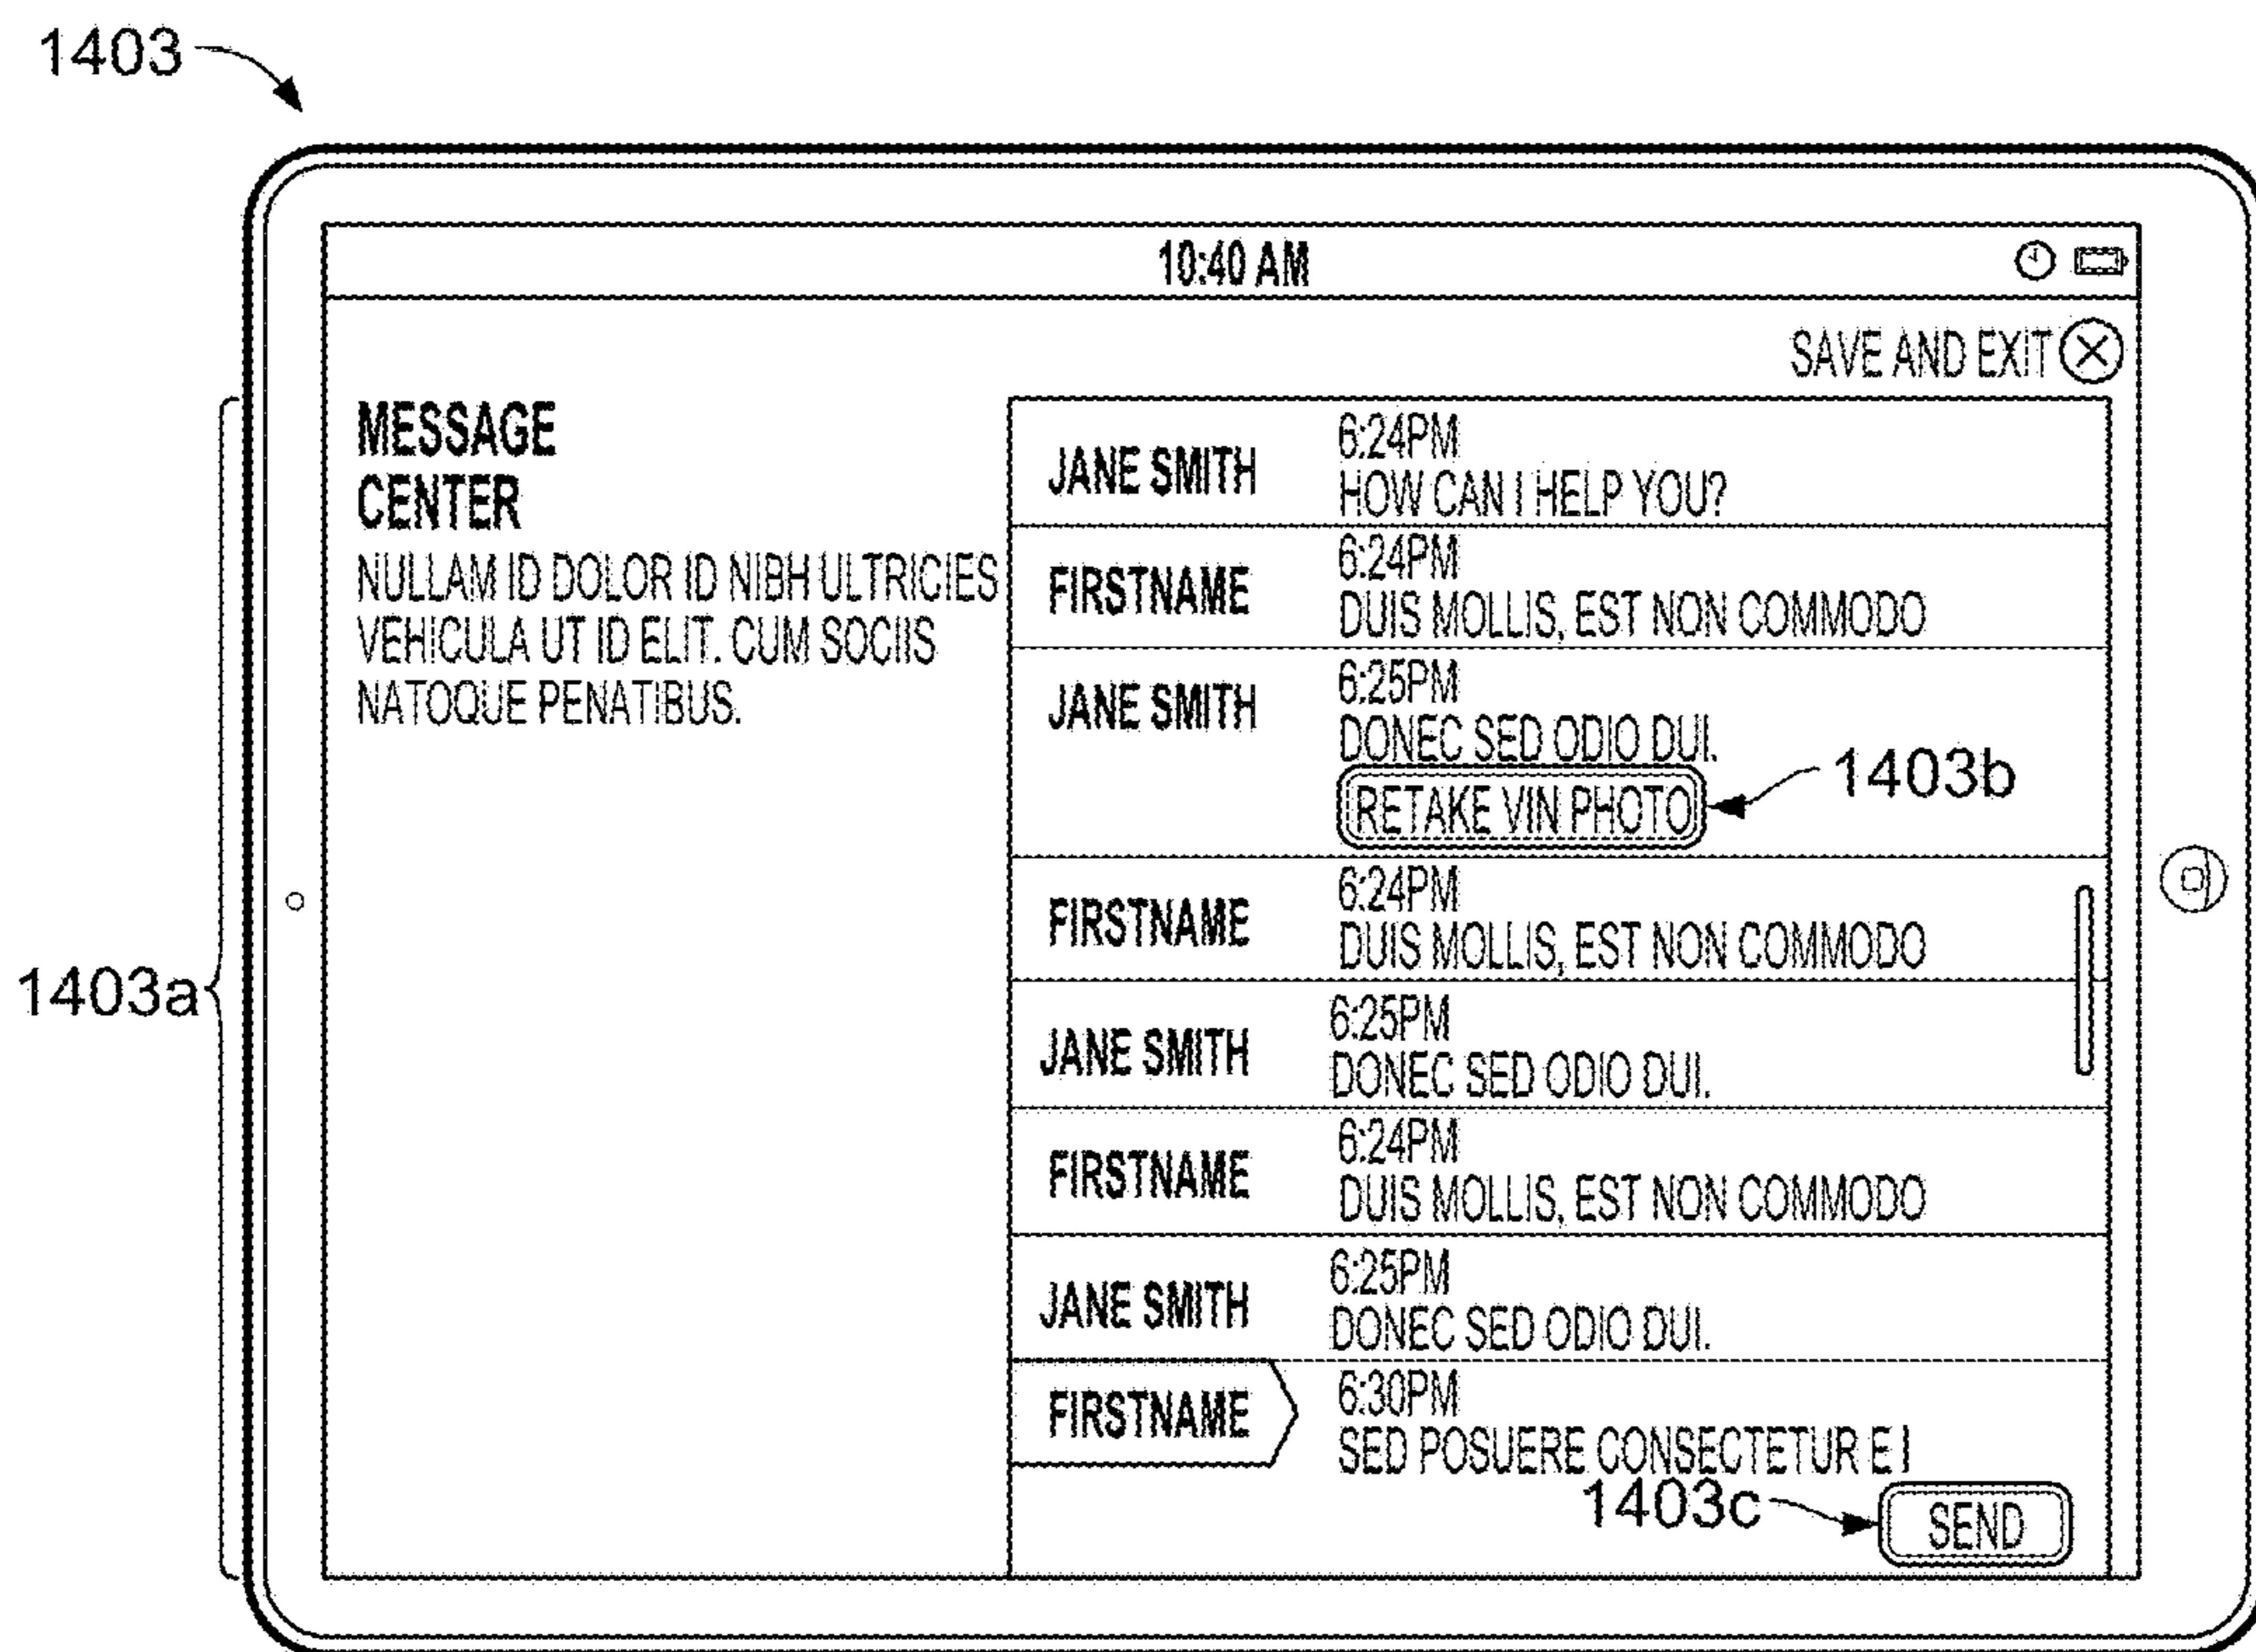 1403
10:40 AM
SAVE AND EXIT
1403a
MESSAGE
CENTER
NULLAM ID DOLOR ID NIBH ULTRICIES
VEHICULA UT ID ELIT. CUM SOCIIS
NATOQUE PENATIBUS.
JANE SMITH
6:24PM
HOW CAN I HELP YOU?
FIRSTNAME
6:24PM
DUIS MOLLIS, EST NON COMMODO
JANE SMITH
6:25PM
DONEC SED ODIO DUI.
RETAKE VIN PHOTO
1403b
FIRSTNAME
6:24PM
DUIS MOLLIS, EST NON COMMODO
JANE SMITH
6:25PM
DONEC SED ODIO DUI.
FIRSTNAME
6:24PM
DUIS MOLLIS, EST NON COMMODO
JANE SMITH
6:25PM
DONEC SED ODIO DUI.
FIRSTNAME
6:30PM
SED POSUERE CONSECTETUR E
1403c
SEND